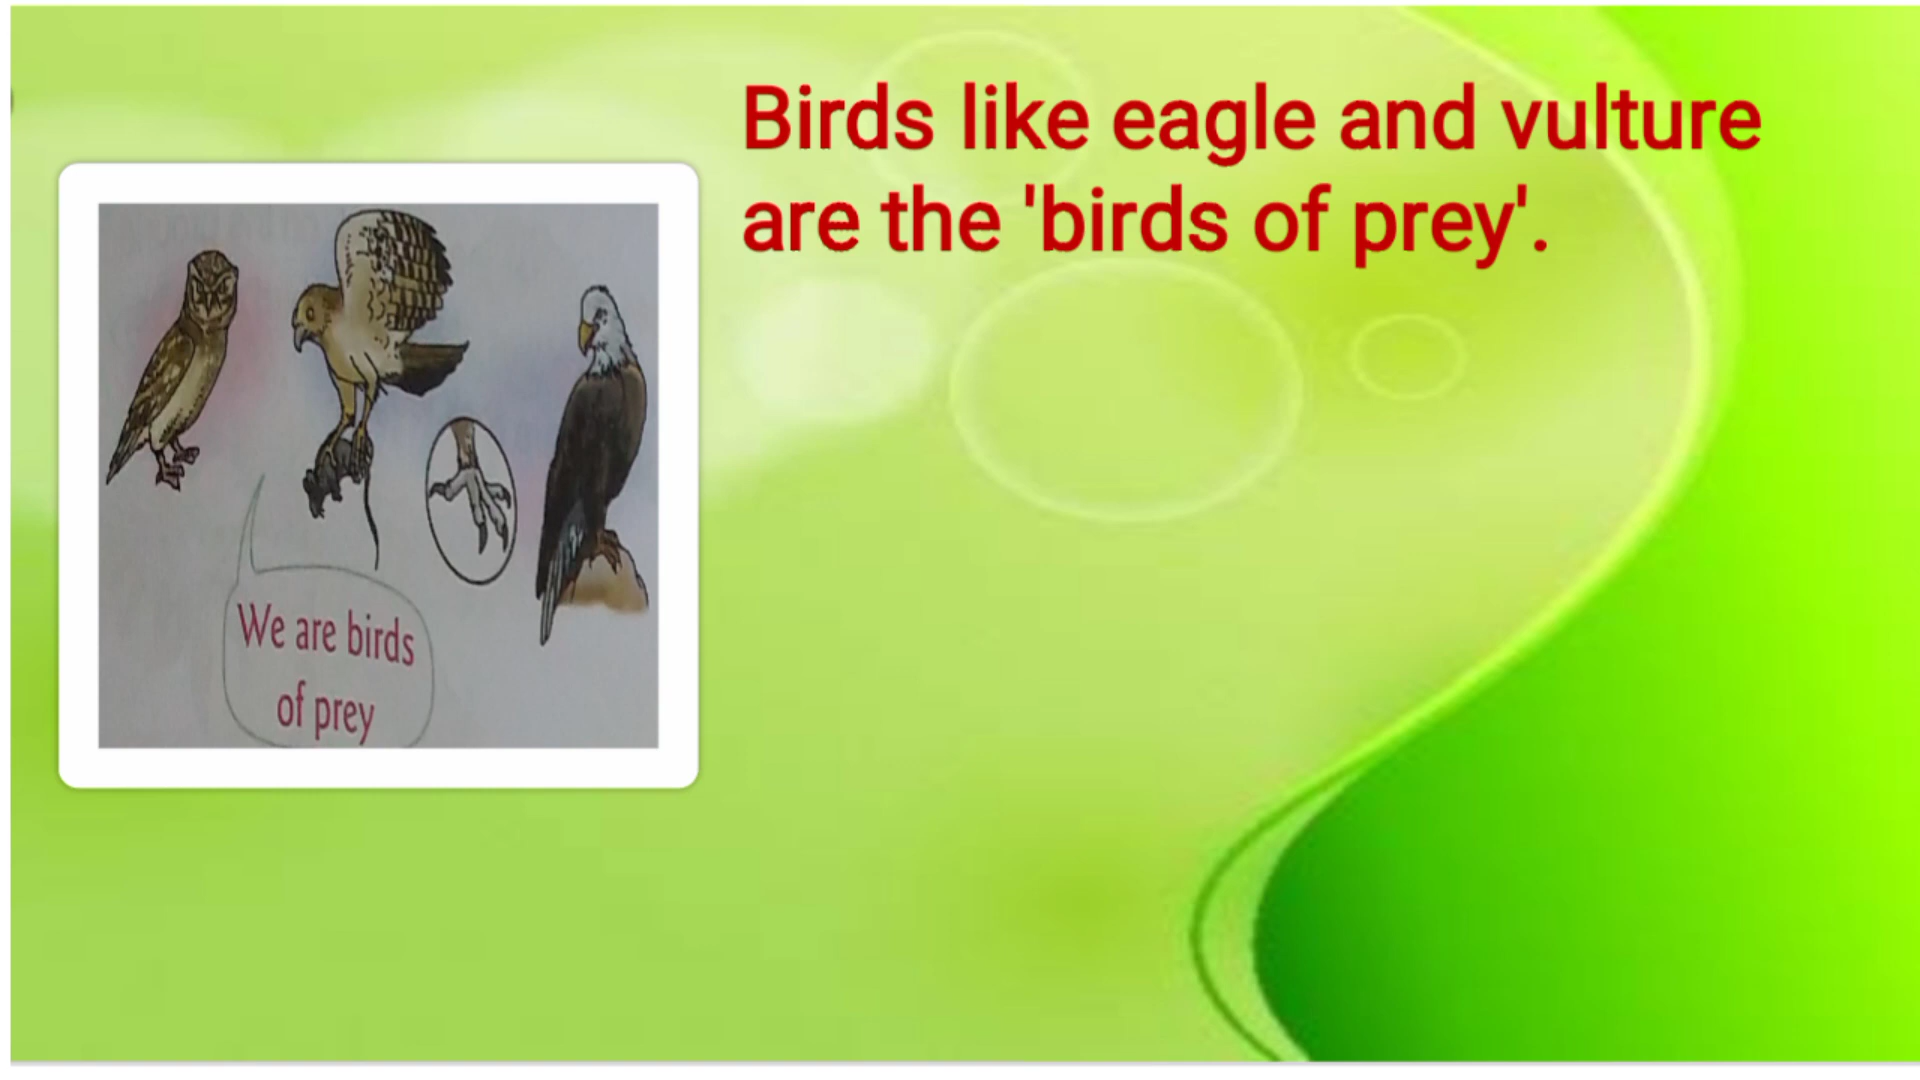 Birds like eagle and vulture
are the 'birds of prey'.
We are birds
of prey